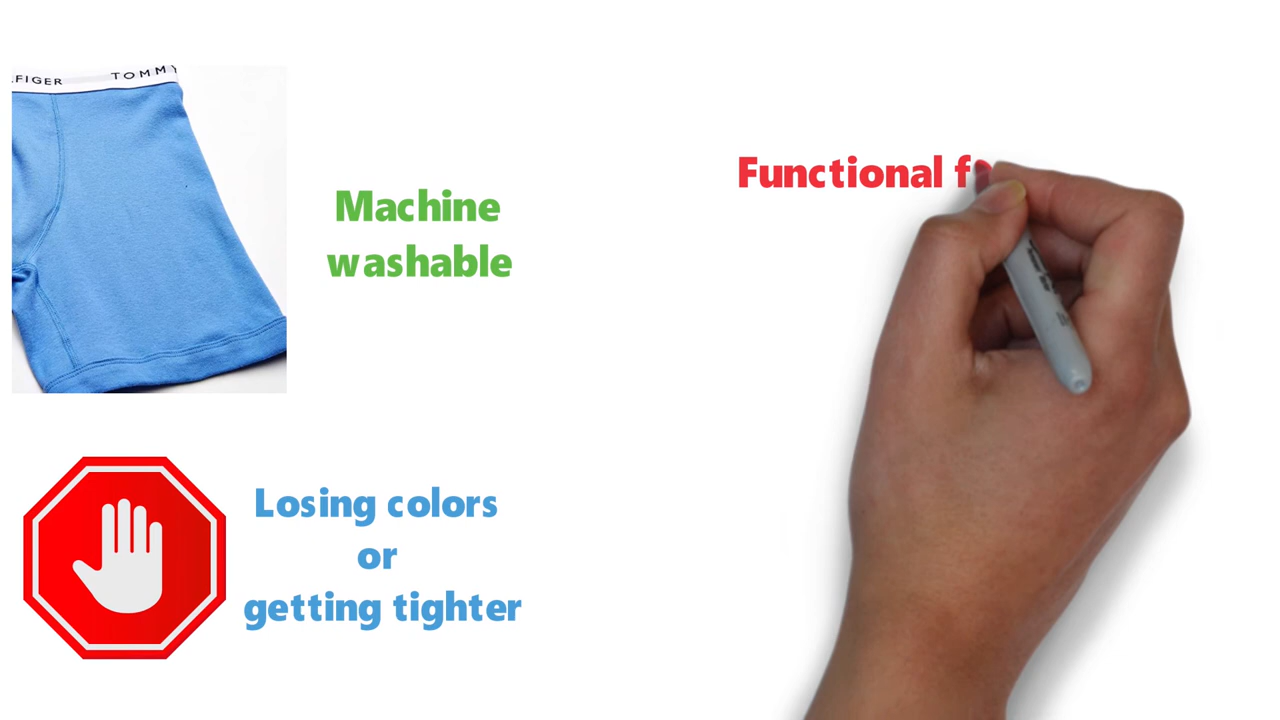 .FIGER TOMMY
Machine
washable
Losing colors
or
getting tighter
Functional f